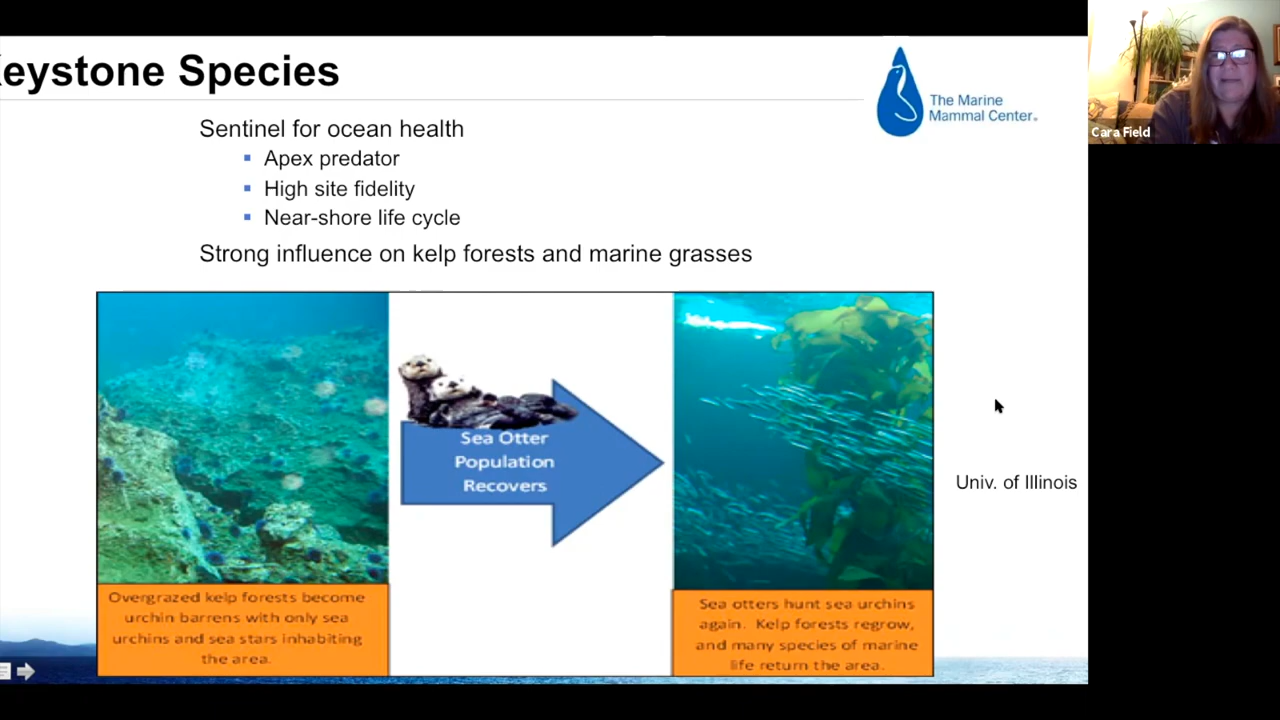 eystone Species
The Marine
Mammal Center
Cara Field
Sentinel for ocean health
Apex predator
High site fidelity
Near-shore life cycle
Strong influence on kelp forests and marine grasses
Sea Otter
Population
Recovers
Univ. of Illinois
Overgrazed kelp forests become
urchin barrens with only sea
urchins and sea stars inhabiting
the area.
Sea otters hunt sea urchins
again. Kelp forests regrow,
and many species of marine
life return the area.